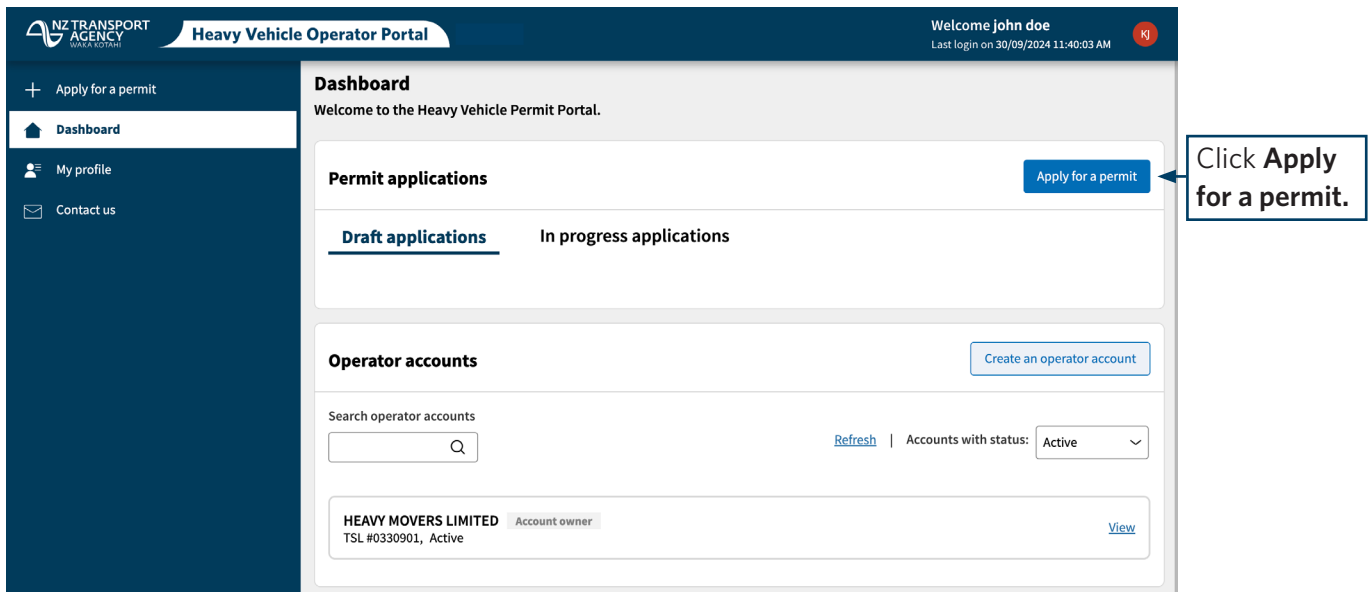 NZ TRANSPORT
AGENCY
WAKA KOTAHI
Heavy Vehicle Operator Portal
Welcome john doe
Last login on 30/09/2024 11:40:03 AM
KJ
Apply for a permit
Dashboard
My profile
Contact us
Dashboard
Welcome to the Heavy Vehicle Permit Portal.
Permit applications
Apply for a permit
Click Apply
for a permit.
Draft applications
In progress applications
Operator accounts
Create an operator account
Search operator accounts
Refresh | Accounts with status: Active
HEAVY MOVERS LIMITED Account owner
TSL #0330901, Active
View